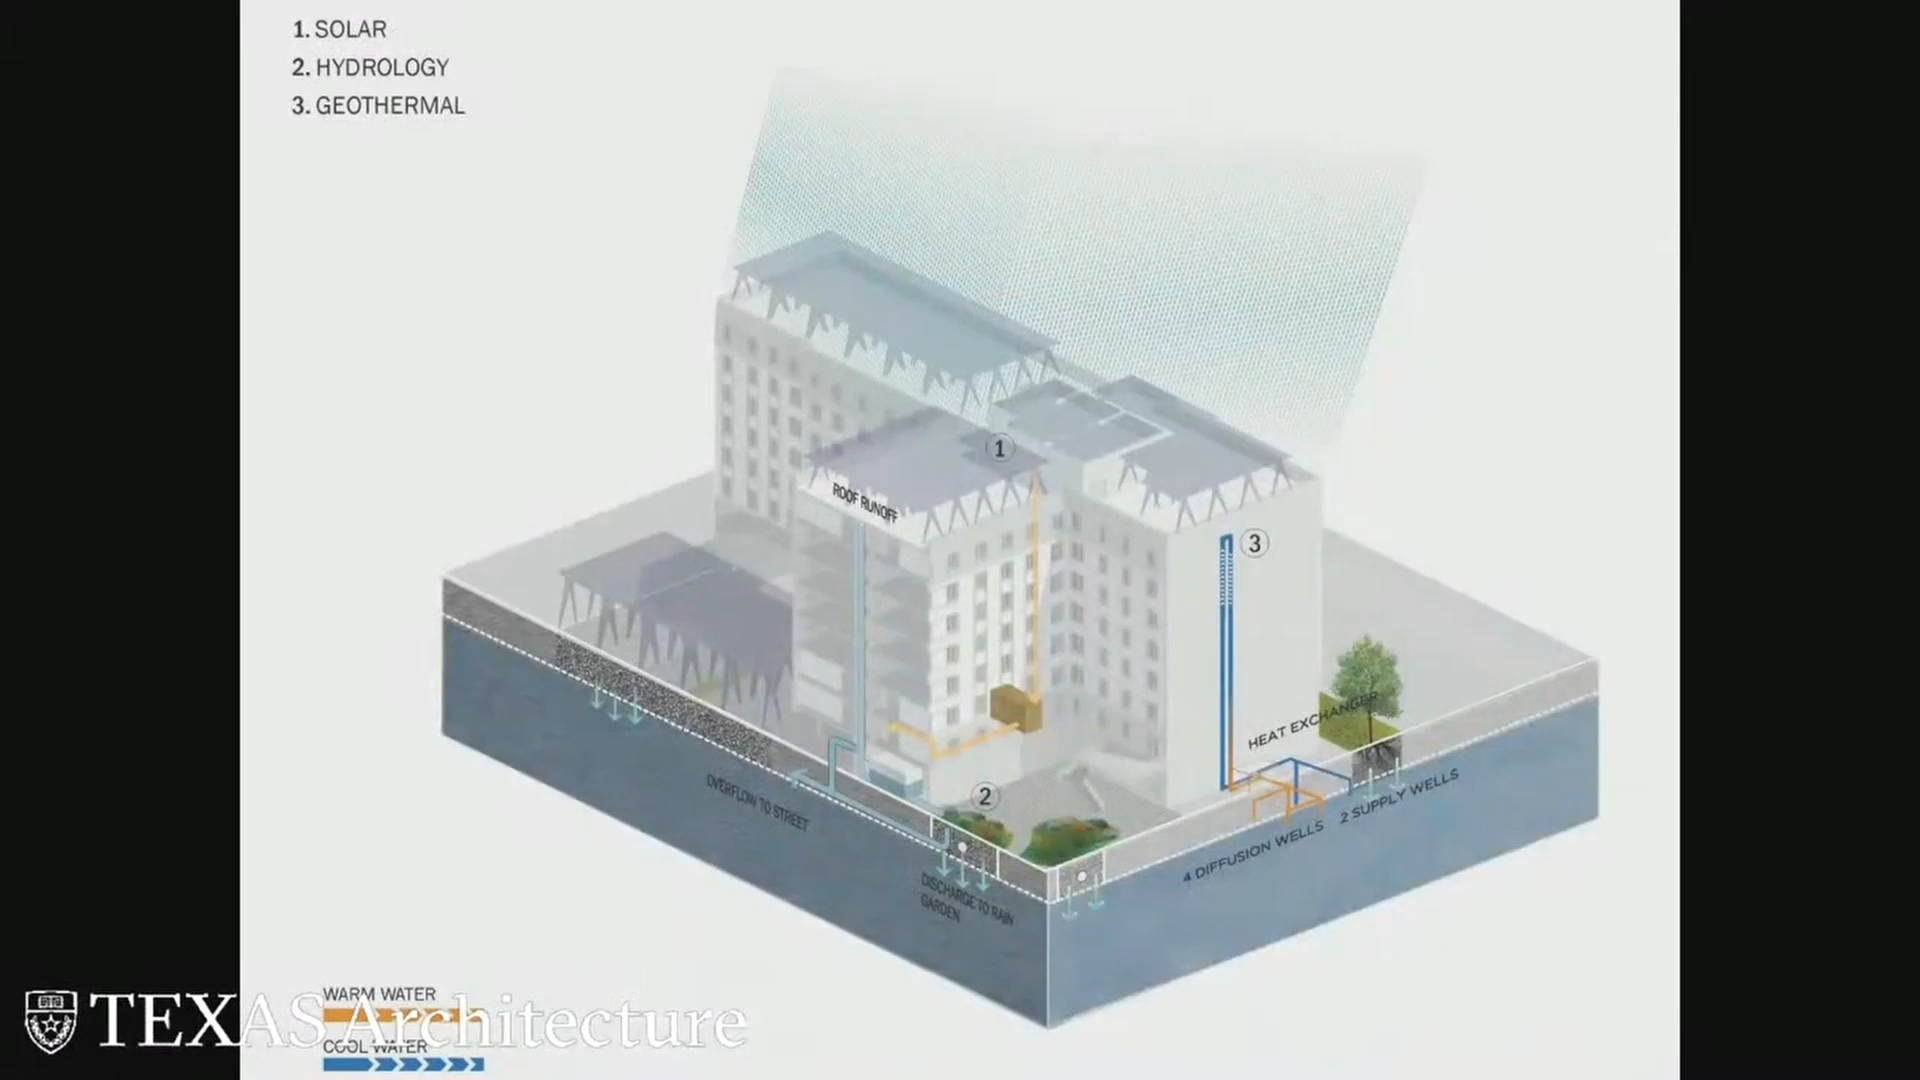 1. SOLAR
2. HYDROLOGY
3. GEOTHERMAL
1
ROOF RUNOFF
3
HEAT EXCHANGER
2 SUPPLY WELLS
4 DIFFUSION WELLS
OVERFLOW TO STREET
2
DISCHARGE TO RAIN
GARDEN
WARM WATER
TEXAS Architecture
COOL WATER